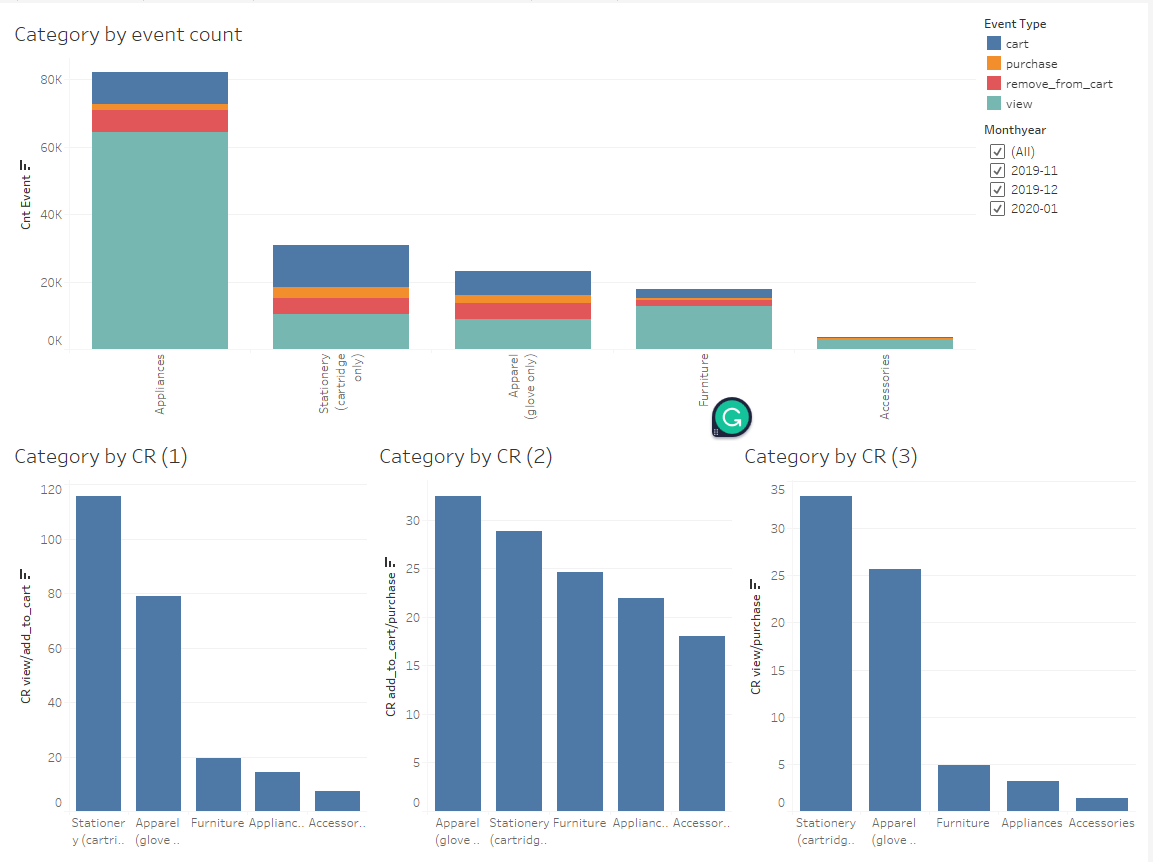 Category by event count
Cnt Event
80K
60K
40K
20K
0K
Appliances
Stationery
(cartridge
only)
Apparel
(glove only)
Furniture
Accessories
Event Type
cart
purchase
remove_from_cart
view
Monthyear
(All)
2019-11
2019-12
2020-01
G
Category by CR (1)
CR view/add_to_cart
120
100
80
60
40
20
0
Stationer
y (cartri..
Apparel
(glove ..
Furniture
Applianc..
Accessor..
Category by CR (2)
CR add_to_cart/purchase
30
25
20
15
10
5
0
Apparel
(glove ..
Stationery
(cartridg..
Furniture
Applianc..
Accessor..
Category by CR (3)
CR view/purchase
35
30
25
20
15
10
5
0
Stationery
(cartridg..
Apparel
(glove ..
Furniture
Appliances
Accessories